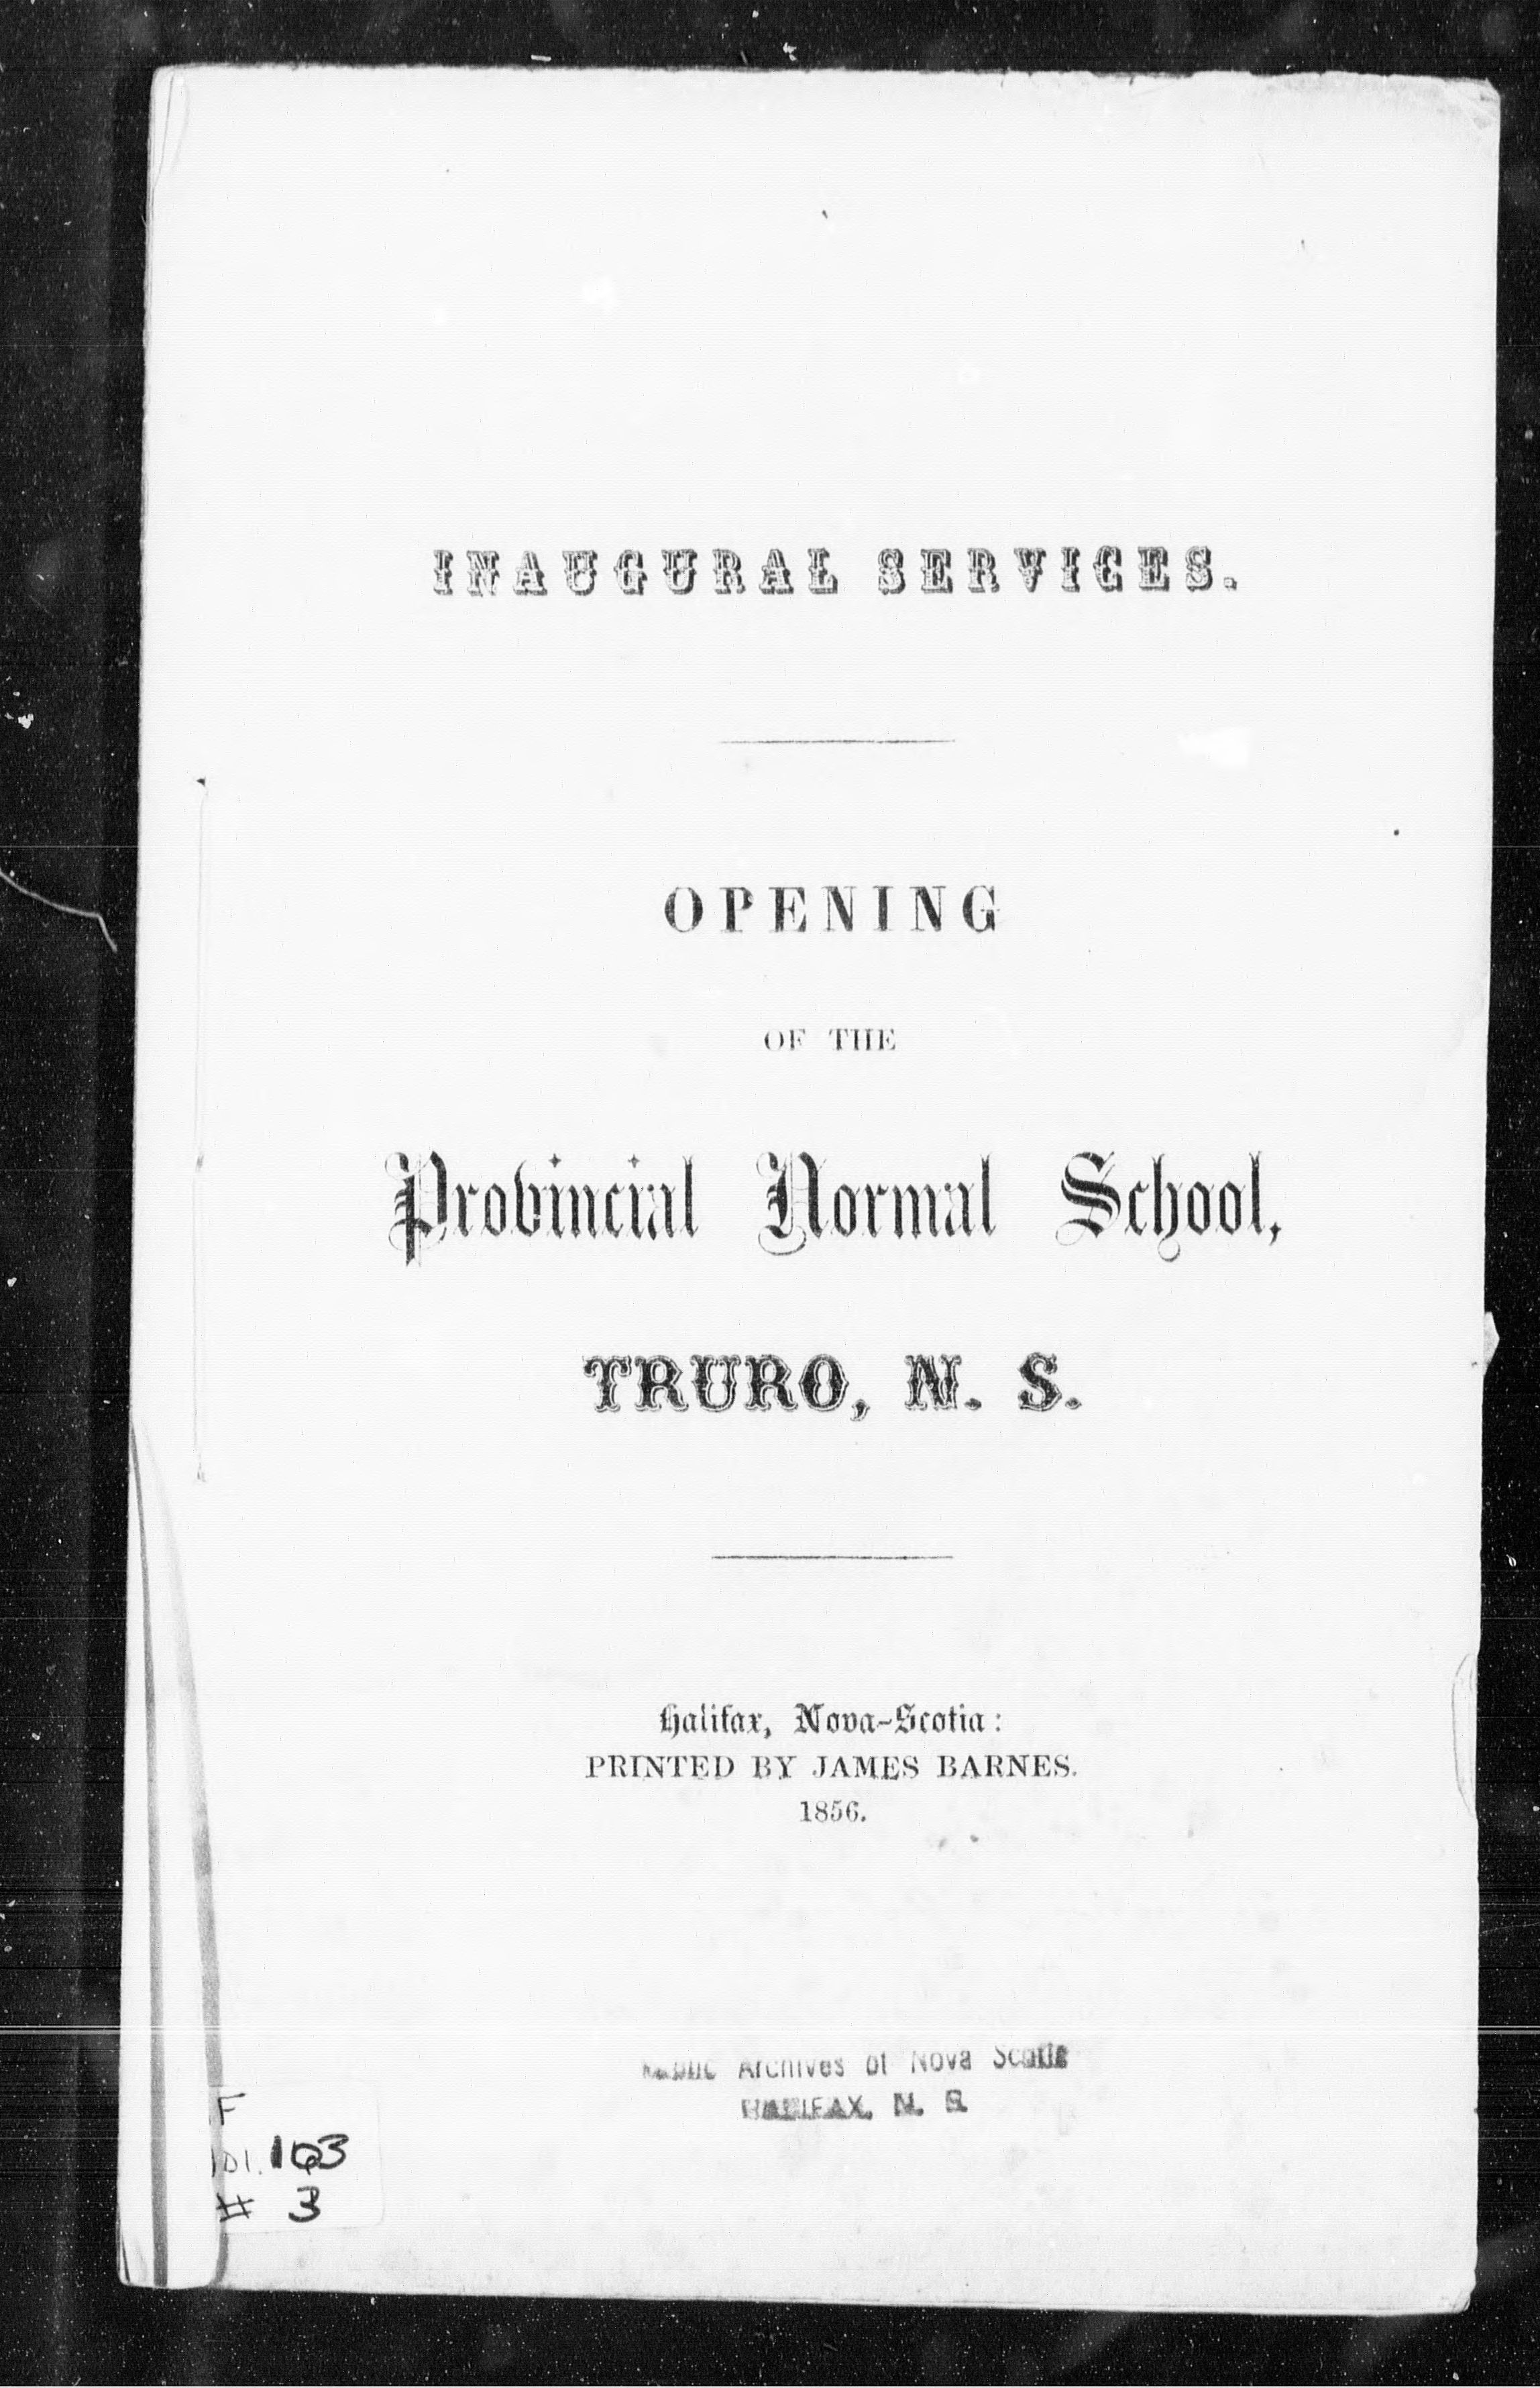 INAUGURAL SERVICES.
OPENING
OF THE
Provincial Normal School,
TRURO, N. S.
Halifax, Nova-Scotia:
PRINTED BY JAMES BARNES.
1856.
Public Archives of Nova Scotia
HALIFAX, N. S.
F
103
# 3